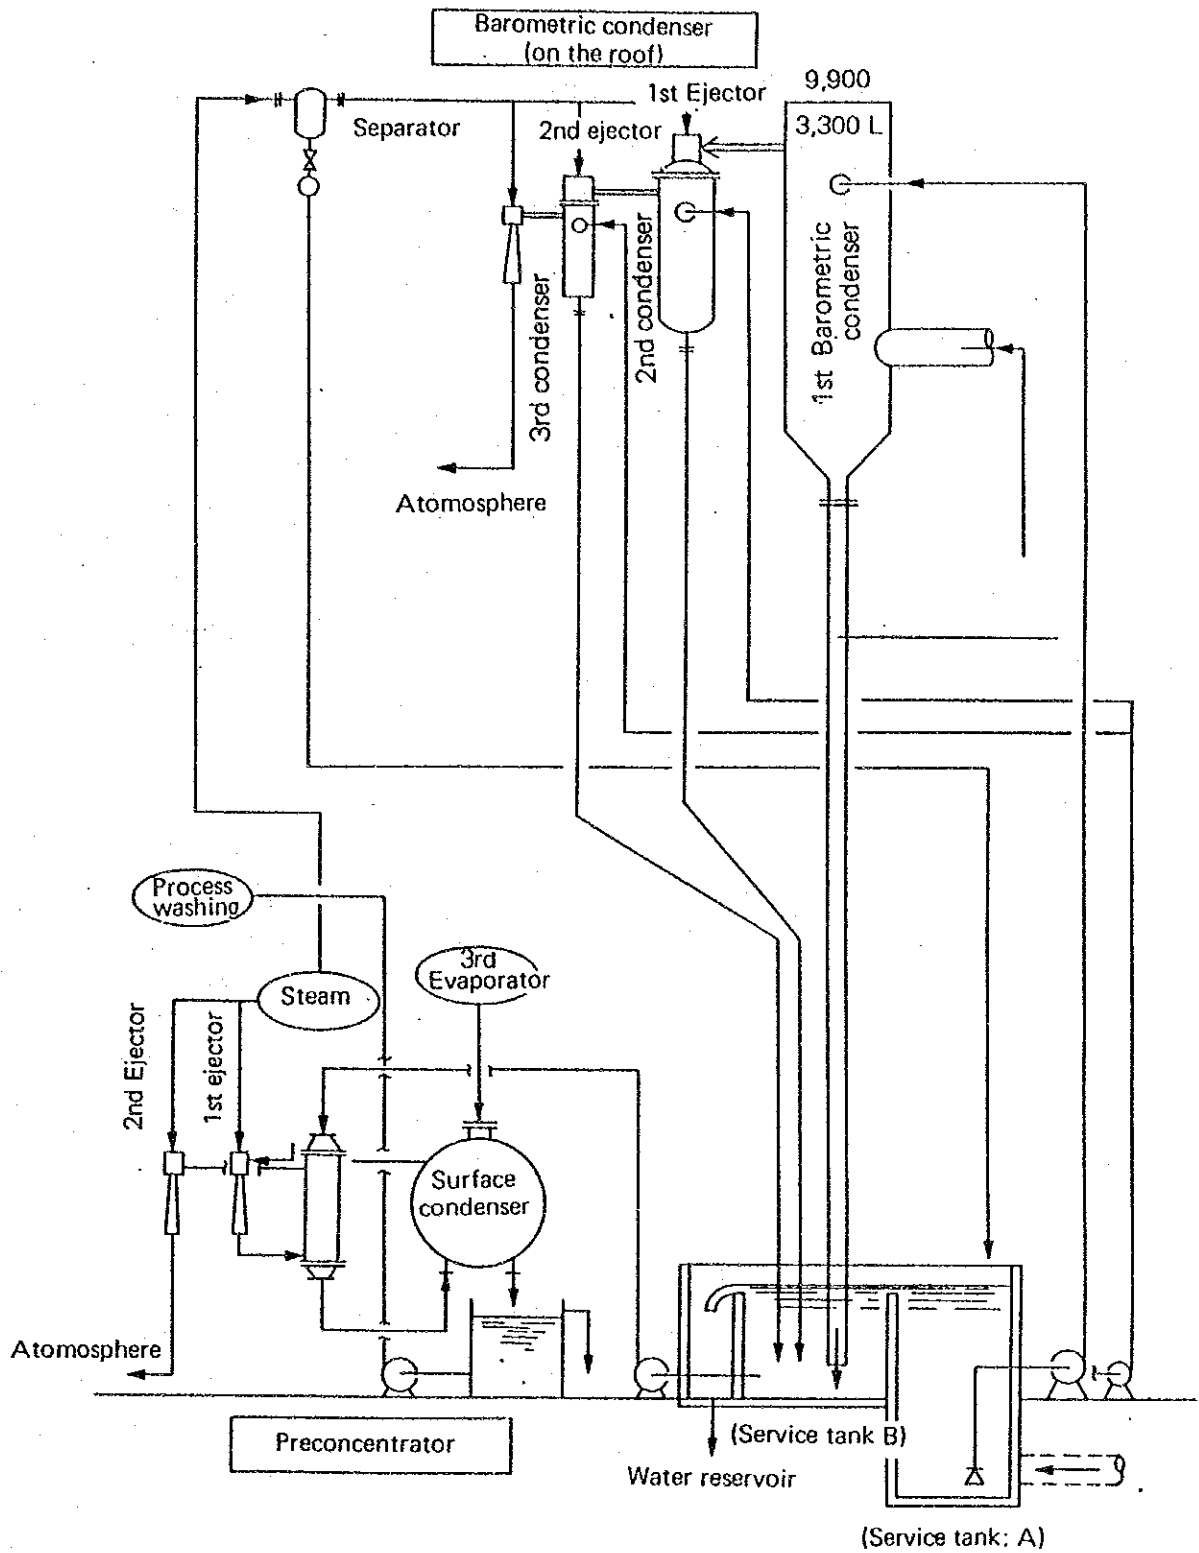 Barometric condenser
(on the roof)
1st Ejector
9,900
3,300 L
Separator
2nd ejector
1st Barometric
condenser
2nd condenser
3rd condenser
Atomosphere
Process
washing
3rd
Evaporator
Steam
2nd Ejector
1st ejector
Surface
condenser
Atomosphere
Preconcentrator
(Service tank B)
Water reservoir
(Service tank: A)